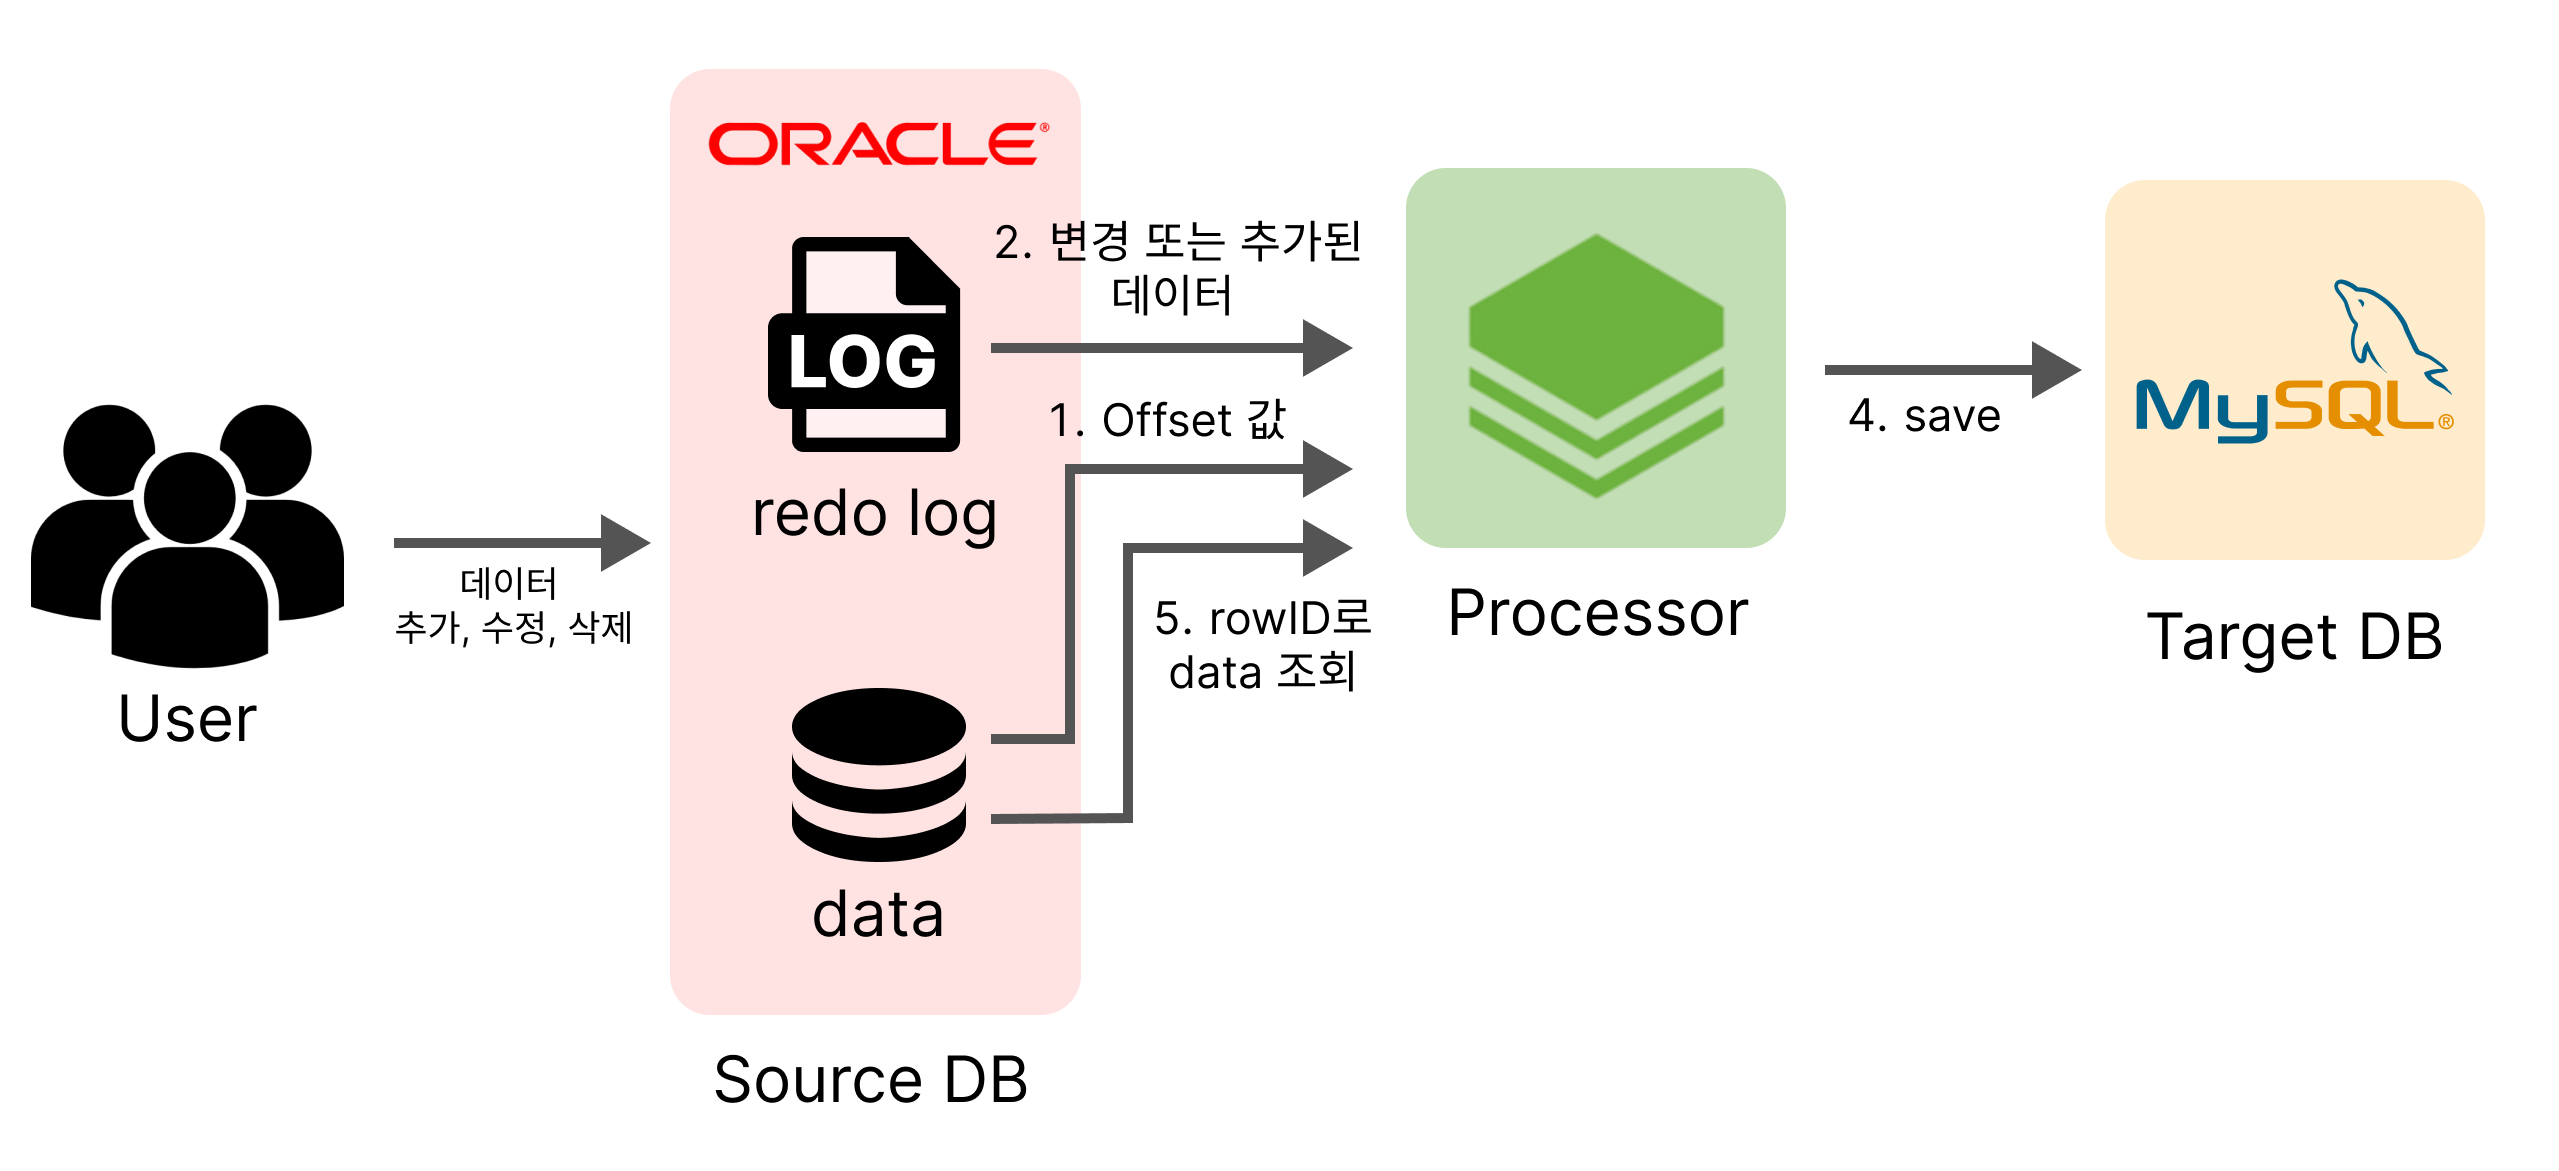 ORACLE®
2. 변경 또는 추가된
데이터
LOG
1. Offset 값
redo log
데이터
추가, 수정, 삭제
User
5. rowID로
data 조회
data
Source DB
Processor
4. save
MySQL®
Target DB